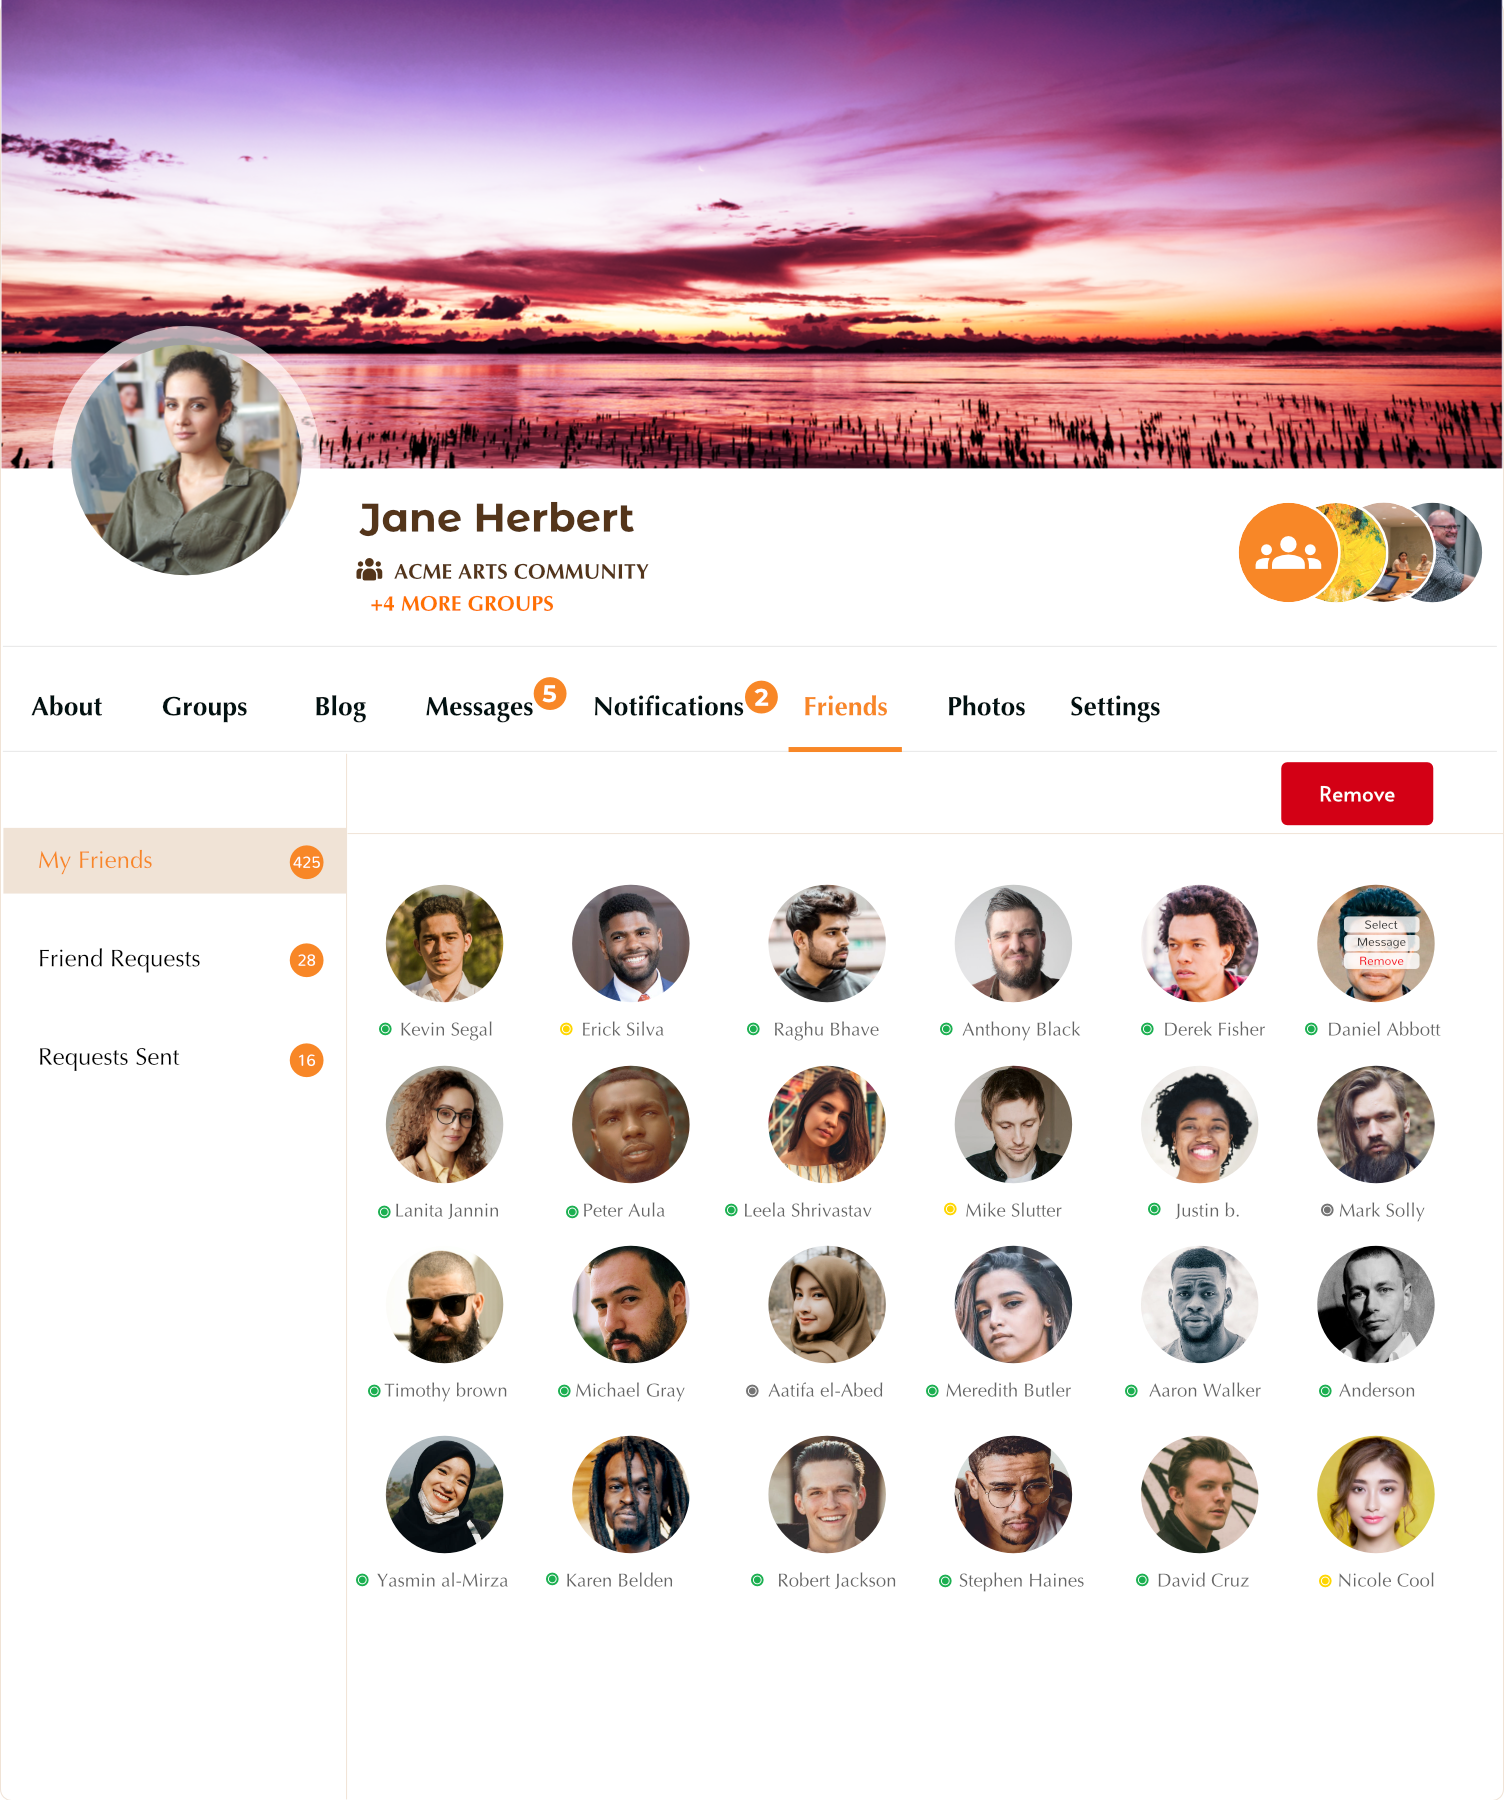 Jane Herbert
ACME ARTS COMMUNITY
+4 MORE GROUPS
About Groups Blog Messages 5 Notifications 2 Friends Photos Settings
Remove
My Friends 425
Friend Requests 28
Requests Sent 16
Select
Message
Remove
Kevin Segal Erick Silva Raghu Bhave Anthony Black Derek Fisher Daniel Abbott
Lanita Jannin Peter Aula Leela Shrivastav Mike Slutter Justin b. Mark Solly
Timothy brown Michael Gray Aatifa el-Abed Meredith Butler Aaron Walker Anderson
Yasmin al-Mirza Karen Belden Robert Jackson Stephen Haines David Cruz Nicole Cool